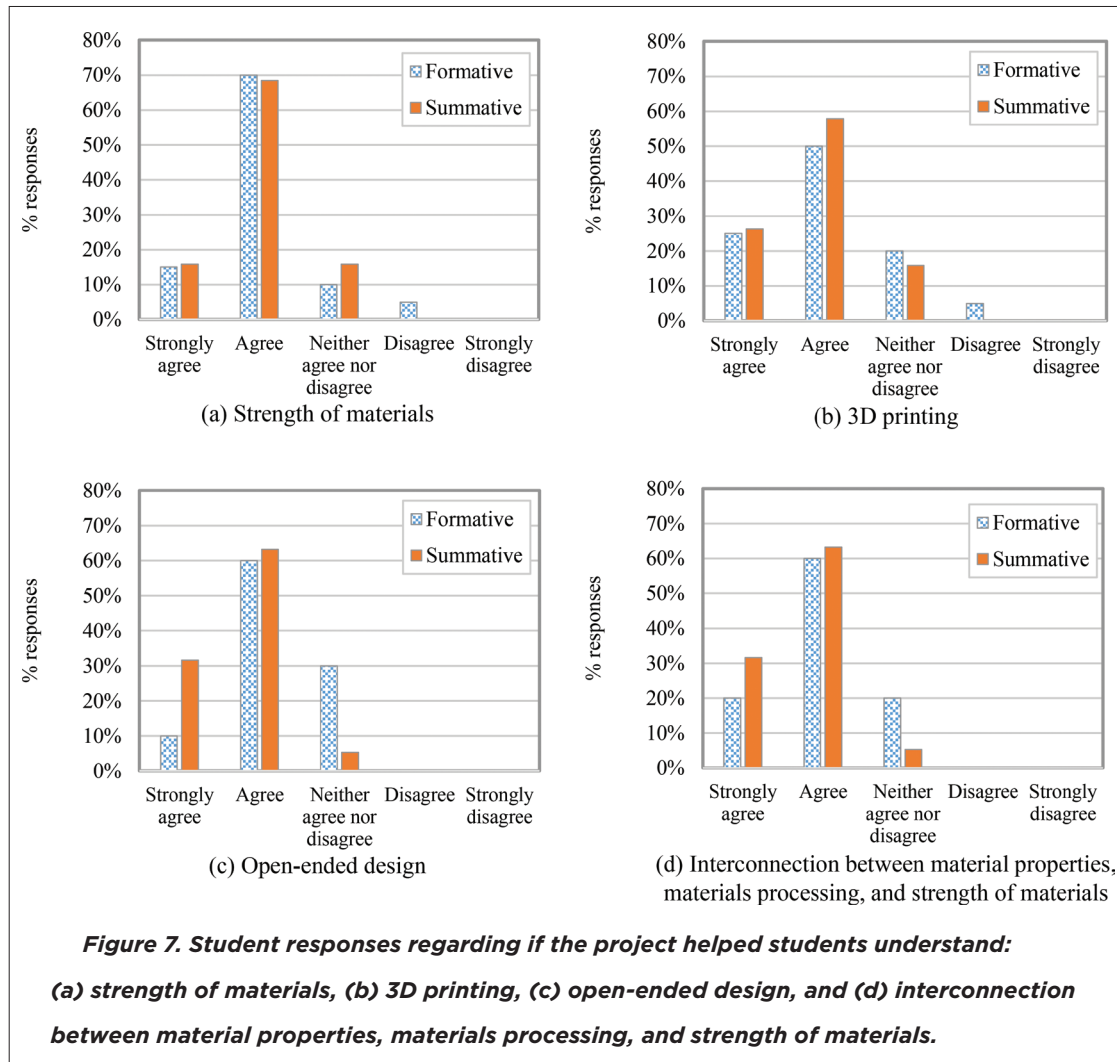 80%
70%
60%
50%
40%
30%
20%
10%
0%
% responses
Formative
Summative
Strongly agree
Agree
Neither agree nor disagree
Disagree
Strongly disagree
(a) Strength of materials
80%
70%
60%
50%
40%
30%
20%
10%
0%
% responses
Formative
Summative
Strongly agree
Agree
Neither agree nor disagree
Disagree
Strongly disagree
(b) 3D printing
80%
70%
60%
50%
40%
30%
20%
10%
0%
% responses
Formative
Summative
Strongly agree
Agree
Neither agree nor disagree
Disagree
Strongly disagree
(c) Open-ended design
80%
70%
60%
50%
40%
30%
20%
10%
0%
% responses
Formative
Summative
Strongly agree
Agree
Neither agree nor disagree
Disagree
Strongly disagree
(d) Interconnection between material properties,
materials processing, and strength of materials
Figure 7. Student responses regarding if the project helped students understand:
(a) strength of materials, (b) 3D printing, (c) open-ended design, and (d) interconnection
between material properties, materials processing, and strength of materials.